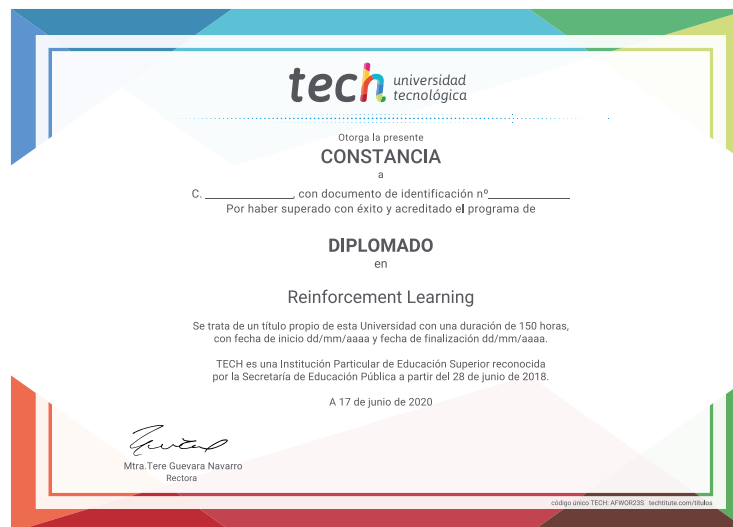 tech universidad
tecnológica
Otorga la presente
CONSTANCIA
a
C. ______________, con documento de identificación nº______________
Por haber superado con éxito y acreditado el programa de
DIPLOMADO
en
Reinforcement Learning
Se trata de un título propio de esta Universidad con una duración de 150 horas,
con fecha de inicio dd/mm/aaaa y fecha de finalización dd/mm/aaaa.
TECH es una Institución Particular de Educación Superior reconocida
por la Secretaría de Educación Pública a partir del 28 de junio de 2018.
A 17 de junio de 2020
Mtra.Tere Guevara Navarro
Rectora
código único TECH: AFWOR23S techtitute.com/titulos